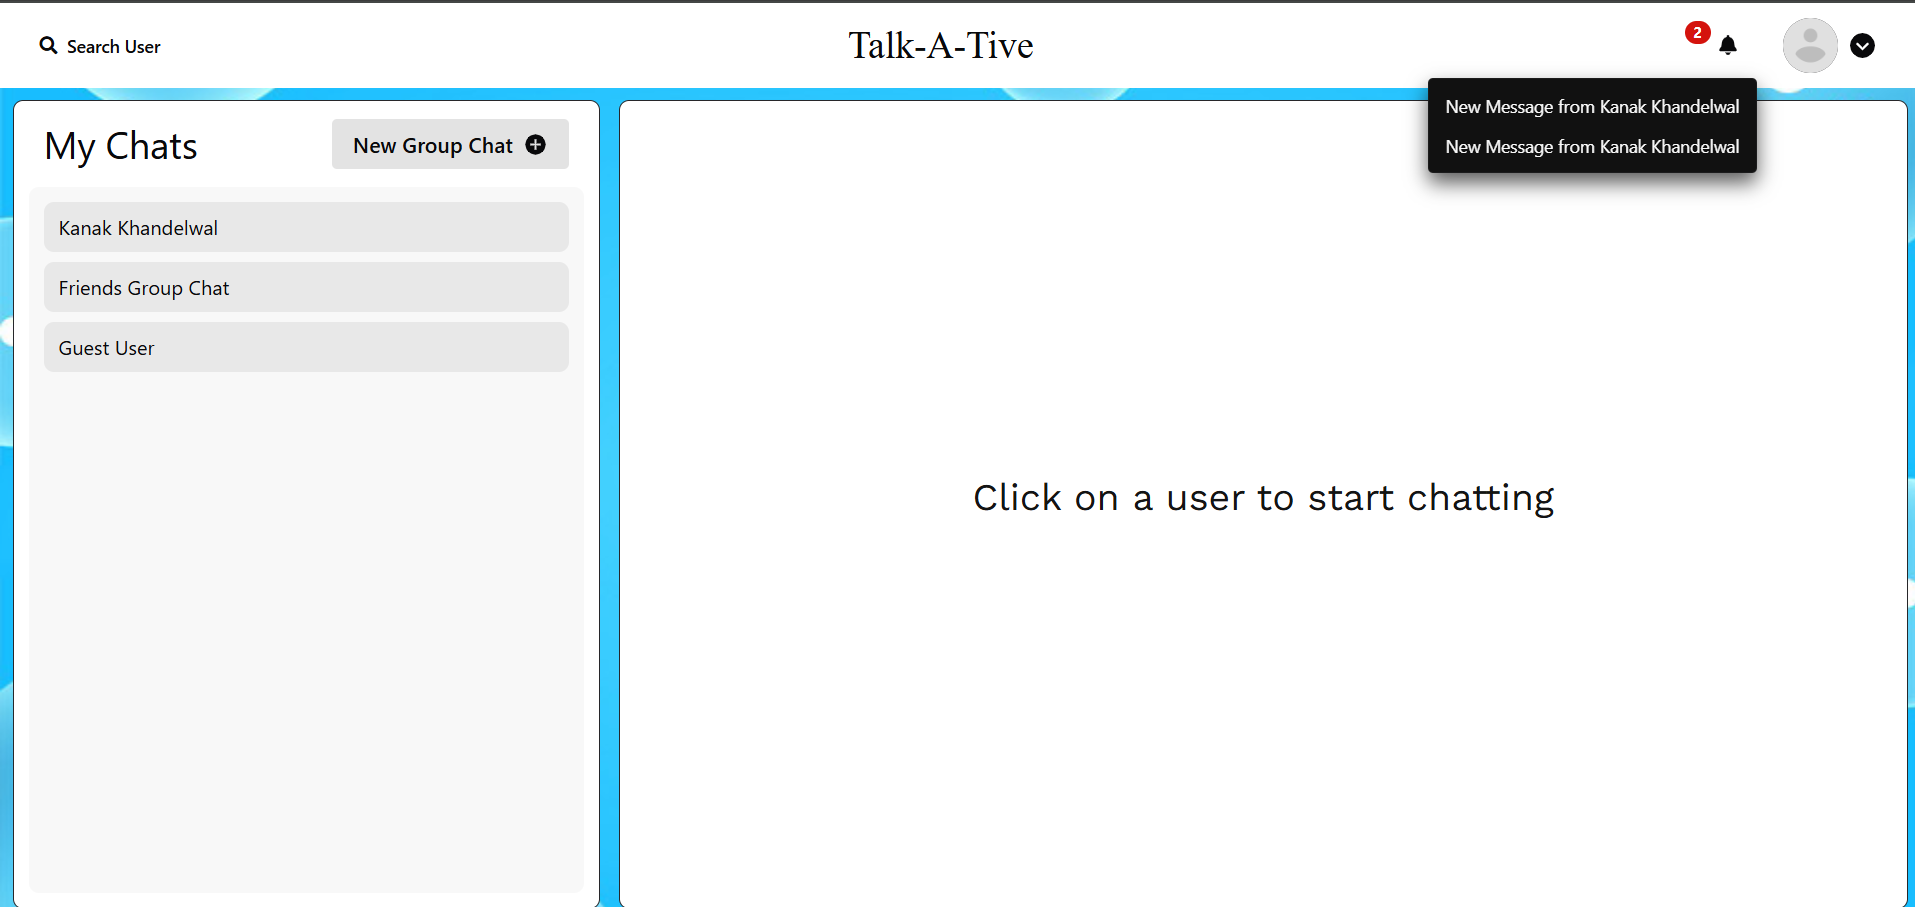 Search User
Talk-A-Tive
2
New Message from Kanak Khandelwal
New Message from Kanak Khandelwal
My Chats
New Group Chat
Kanak Khandelwal
Friends Group Chat
Guest User
Click on a user to start chatting